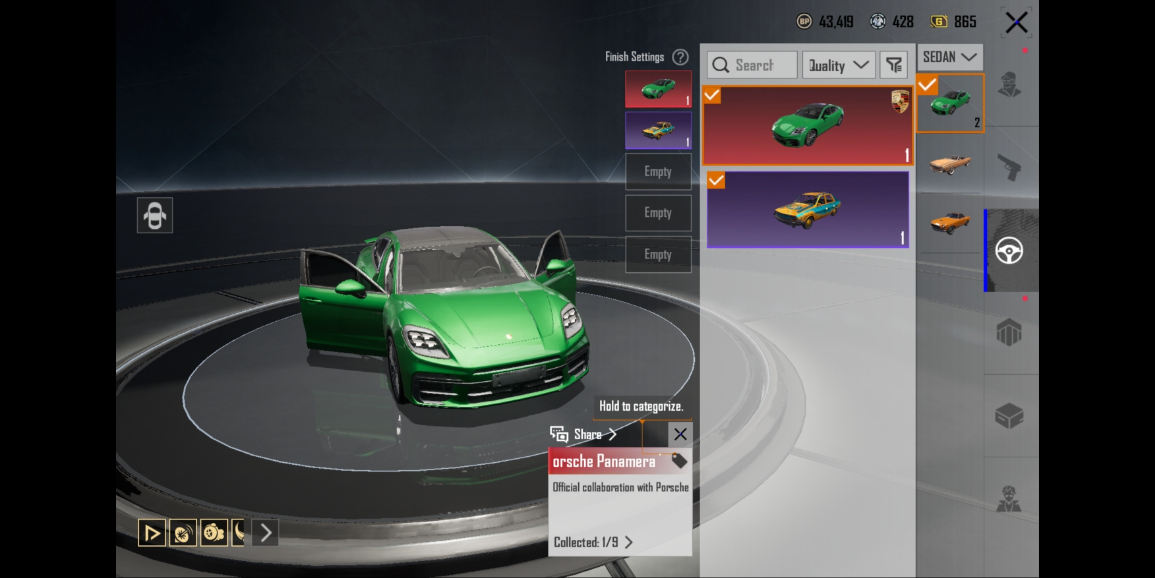 BP 43,419 428 G 865
Finish Settings ?
Search
Quality
SEDAN
1
1
Empty
Empty
Empty
1
1
2
Hold to categorize.
Share
orsche Panamera
Official collaboration with Porsche
Collected: 1/9